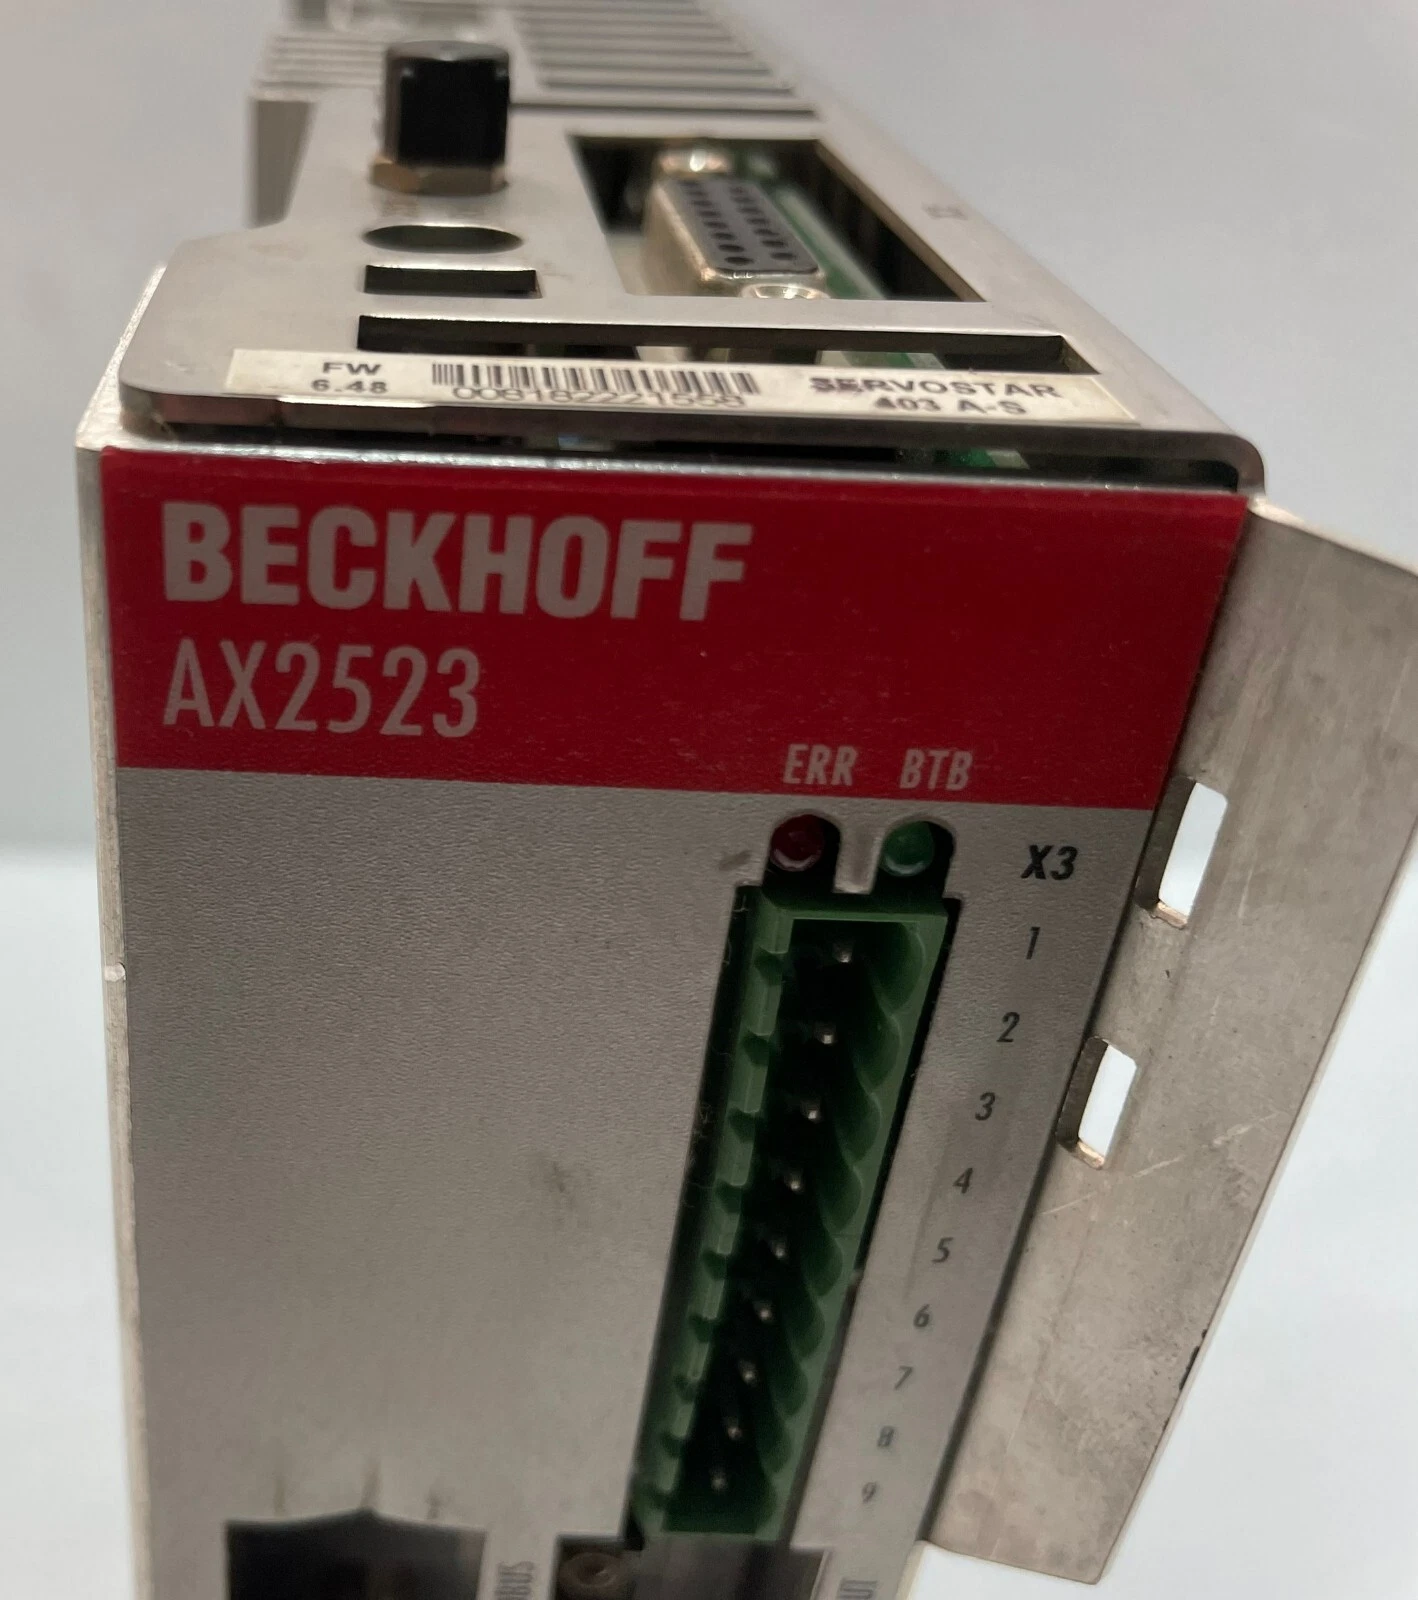 FW
6.48
SERVOSTAR
403 A-S
BECKHOFF
AX2523
ERR BTB
X3
1
2
3
4
5
6
7
8
9